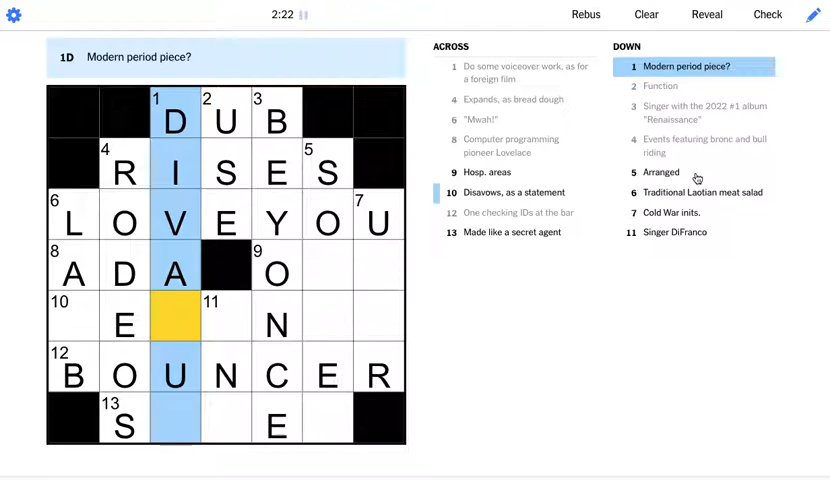 2:22
Rebus Clear Reveal Check
1D Modern period piece?
1 D 2 U 3 B
4 R I S E S 5 S
6 L O V E Y O 7 U
8 A D A 9 O
10 E 11 N
12 B O U N C E R
13 S E
ACROSS
1 Do some voiceover work, as for
a foreign film
4 Expands, as bread dough
6 "Mwah!"
8 Computer programming
pioneer Lovelace
9 Hosp. areas
10 Disavows, as a statement
12 One checking IDs at the bar
13 Made like a secret agent
DOWN
1 Modern period piece?
2 Function
3 Singer with the 2022 #1 album
"Renaissance"
4 Events featuring bronc and bull
riding
5 Arranged
6 Traditional Laotian meat salad
7 Cold War inits.
11 Singer DiFranco